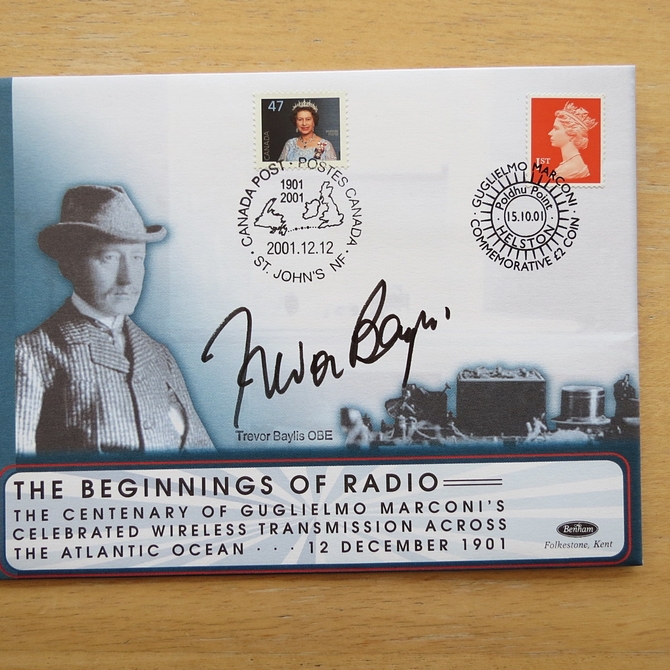 47
CANADA
1ST
CANADA POST · POSTES CANADA
1901
2001
2001.12.12
· ST. JOHN'S NF ·
GUGLIELMO MARCONI
Poldhu Point
15.10.01
HELSTON
COMMEMORATIVE £2 COIN
Trevor Baylis
Trevor Baylis OBE
THE BEGINNINGS OF RADIO
THE CENTENARY OF GUGLIELMO MARCONI'S
CELEBRATED WIRELESS TRANSMISSION ACROSS
THE ATLANTIC OCEAN · · · 12 DECEMBER 1901
Benham
Folkestone, Kent